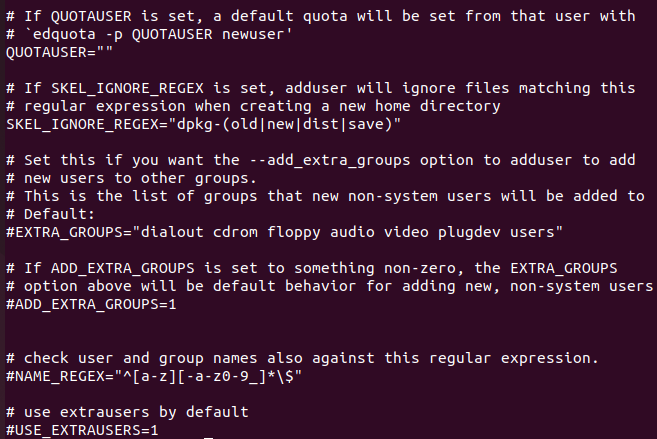 # If QUOTAUSER is set, a default quota will be set from that user with
# `edquota -p QUOTAUSER newuser'
QUOTAUSER=""
# If SKEL_IGNORE_REGEX is set, adduser will ignore files matching this
# regular expression when creating a new home directory
SKEL_IGNORE_REGEX="dpkg-(old|new|dist|save)"
# Set this if you want the --add_extra_groups option to adduser to add
# new users to other groups.
# This is the list of groups that new non-system users will be added to
# Default:
#EXTRA_GROUPS="dialout cdrom floppy audio video plugdev users"
# If ADD_EXTRA_GROUPS is set to something non-zero, the EXTRA_GROUPS
# option above will be default behavior for adding new, non-system users
#ADD_EXTRA_GROUPS=1
# check user and group names also against this regular expression.
#NAME_REGEX="^[a-z][-a-z0-9_]*\$"
# use extrausers by default
#USE_EXTRAUSERS=1